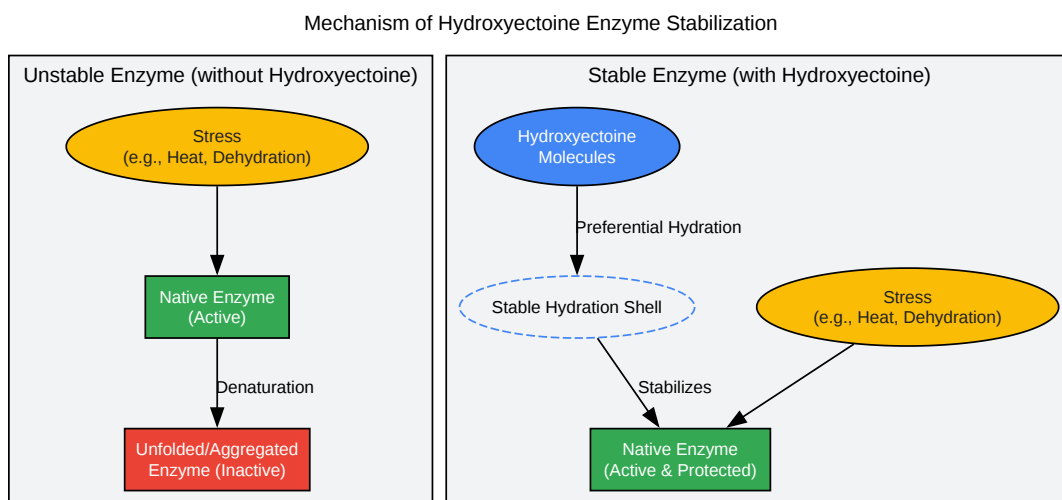 Mechanism of Hydroxyectoine Enzyme Stabilization
Unstable Enzyme (without Hydroxyectoine)
Stress
(e.g., Heat, Dehydration)
Native Enzyme
(Active)
Denaturation
Unfolded/Aggregated
Enzyme (Inactive)
Stable Enzyme (with Hydroxyectoine)
Hydroxyectoine
Molecules
Preferential Hydration
Stable Hydration Shell
Stress
(e.g., Heat, Dehydration)
Stabilizes
Native Enzyme
(Active & Protected)